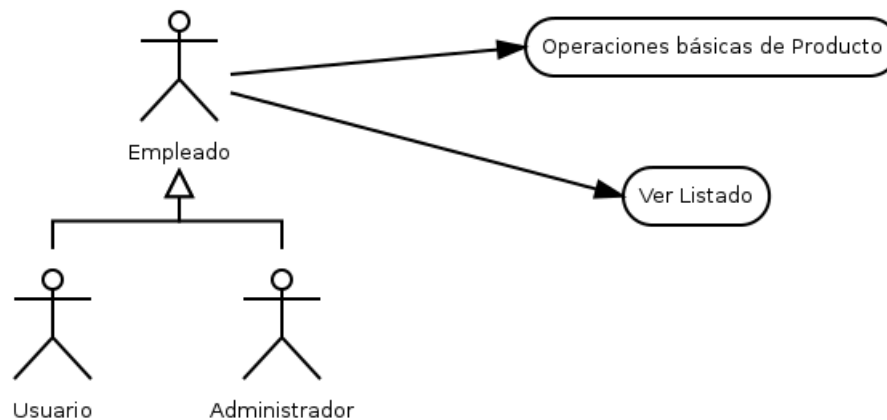 Operaciones básicas de Producto
Empleado
Ver Listado
Usuario
Administrador